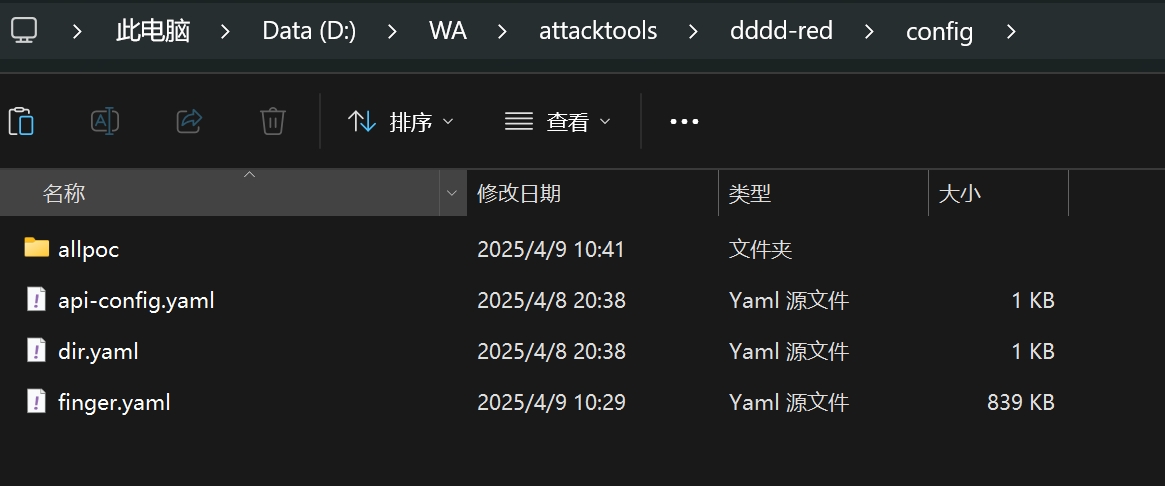 此电脑 Data (D:) WA attacktools dddd-red config
排序 查看
名称 修改日期 类型 大小
allpoc 2025/4/9 10:41 文件夹
api-config.yaml 2025/4/8 20:38 Yaml 源文件 1 KB
dir.yaml 2025/4/8 20:38 Yaml 源文件 1 KB
finger.yaml 2025/4/9 10:29 Yaml 源文件 839 KB